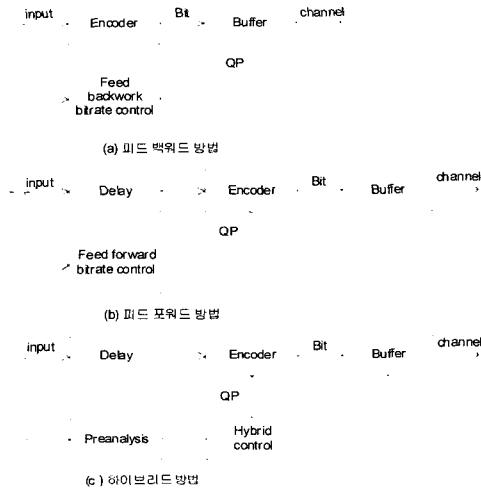 input Encoder Bit Buffer channel
QP
Feed
backwork
bitrate control
(a) 피드 백워드 방법
input Delay Encoder Bit Buffer channel
QP
Feed forward
bitrate control
(b) 피드 포워드 방법
input Delay Encoder Bit Buffer channel
QP
Preanalysis Hybrid
control
(c ) 하이브리드 방법